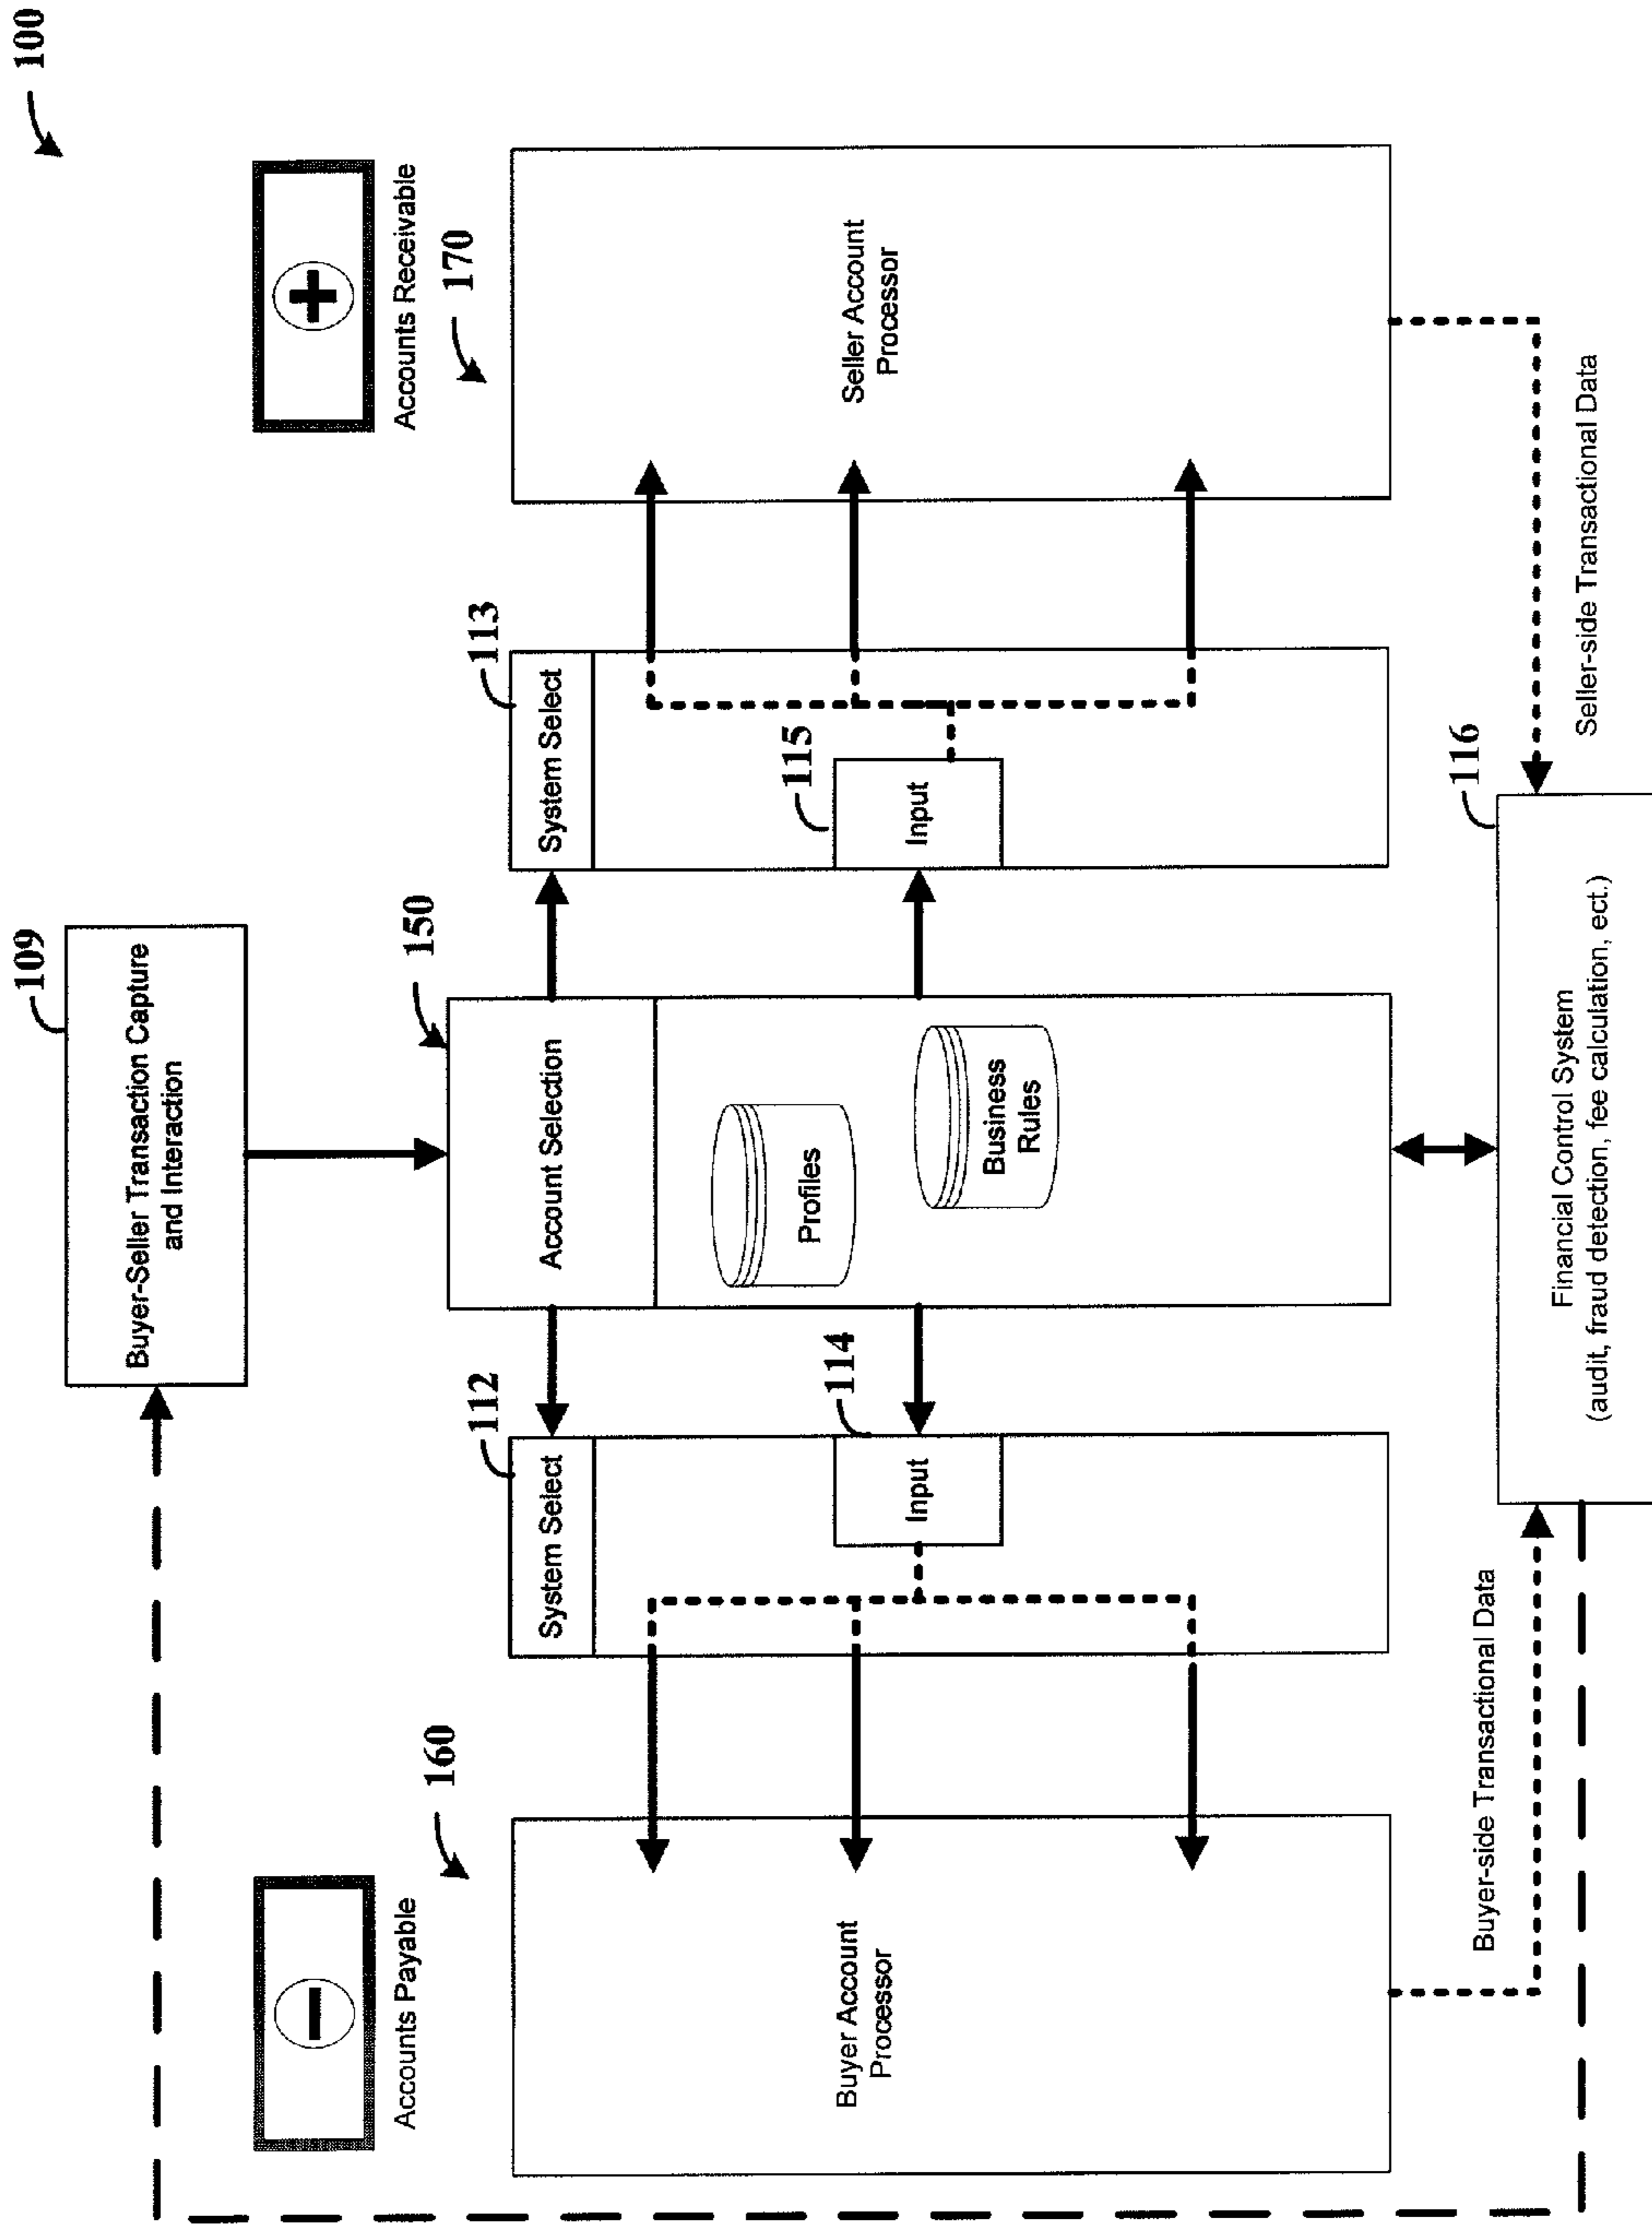 100
109
Buyer-Seller Transaction Capture
and Interaction
Accounts Payable
Accounts Receivable
160
112
System Select
150
Account Selection
113
System Select
170
Buyer Account
Processor
114
Input
Profiles
Business
Rules
115
Input
Seller Account
Processor
Buyer-side Transactional Data
116
Financial Control System
(audit, fraud detection, fee calculation, ect.)
Seller-side Transactional Data